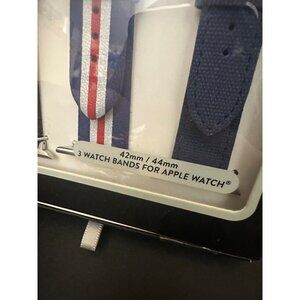 42mm / 44mm
3 WATCH BANDS FOR APPLE WATCH®